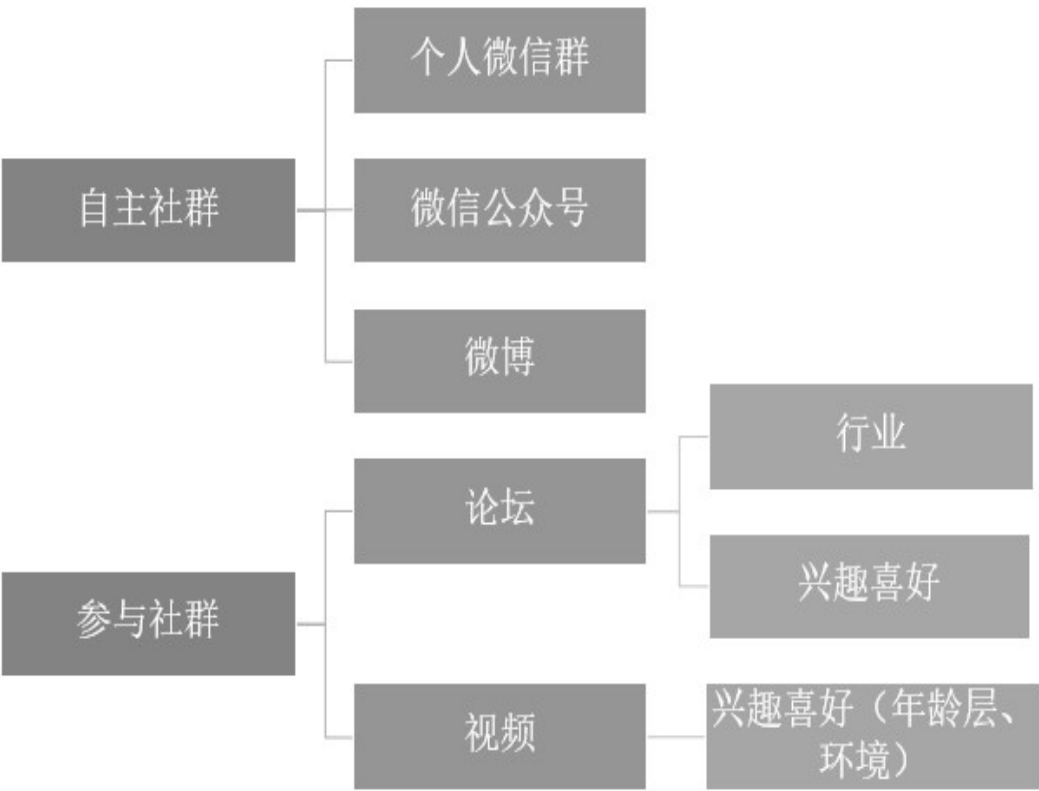 个人微信群
自主社群
微信公众号
微博
行业
论坛
兴趣喜好
参与社群
视频
兴趣喜好（年龄层、
环境）